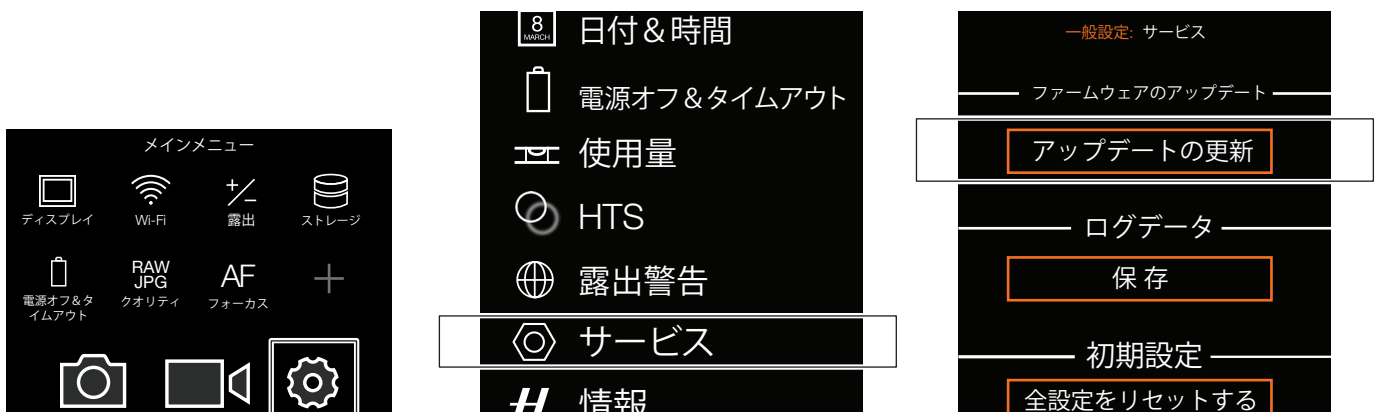 メインメニュー
ディスプレイ
Wi-Fi
露出
ストレージ
電源オフ&タ
イムアウト
RAW
JPG
クオリティ
AF
フォーカス
8
MARCH
日付&時間
電源オフ&タイムアウト
使用量
HTS
露出警告
サービス
情報
一般設定: サービス
ファームウェアのアップデート
アップデートの更新
ログデータ
保 存
初期設定
全設定をリセットする